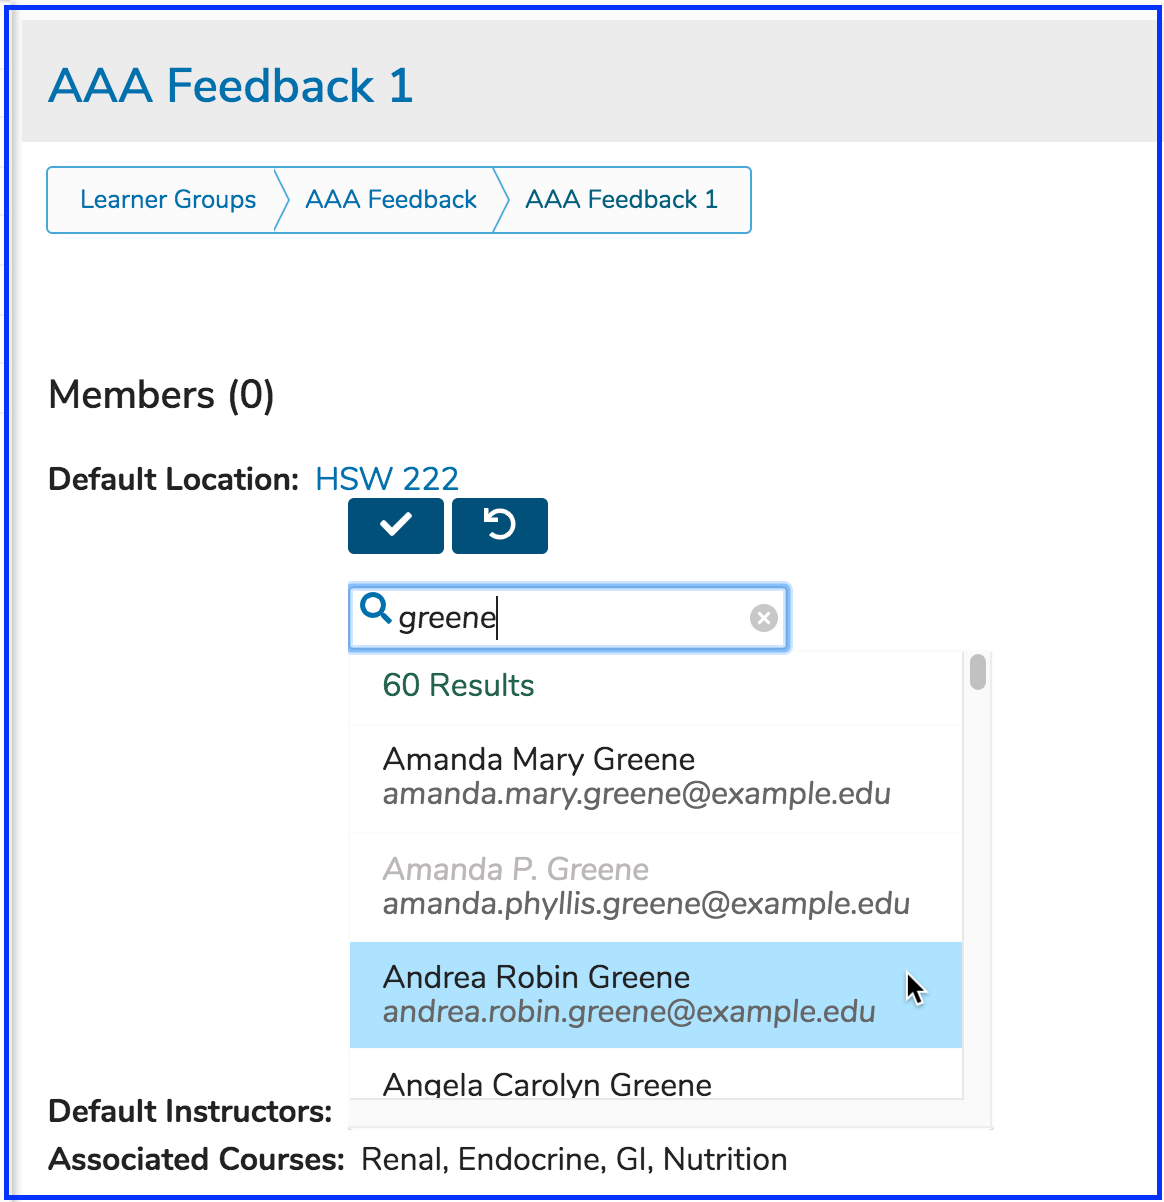 AAA Feedback 1
Learner Groups AAA Feedback AAA Feedback 1
Members (0)
Default Location: HSW 222
greene
60 Results
Amanda Mary Greene
amanda.mary.greene@example.edu
Amanda P. Greene
amanda.phyllis.greene@example.edu
Andrea Robin Greene
andrea.robin.greene@example.edu
Angela Carolyn Greene
Default Instructors:
Associated Courses: Renal, Endocrine, GI, Nutrition